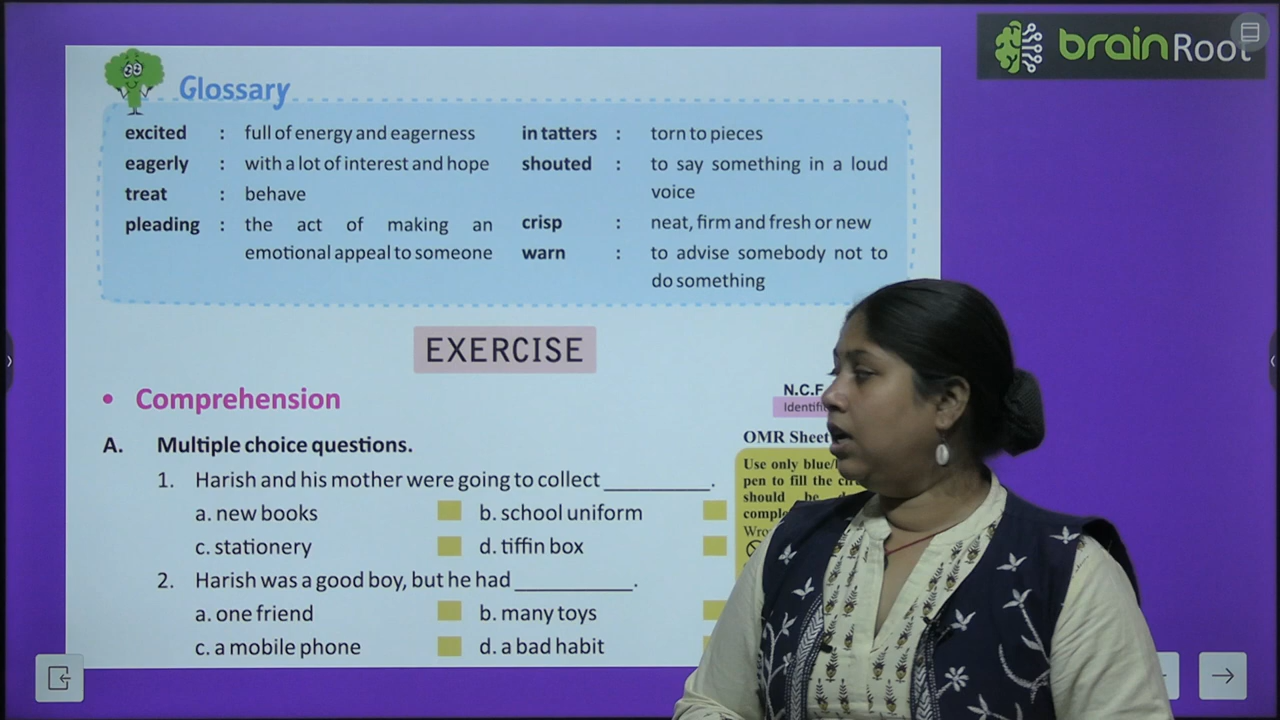 brainRoot
Glossary
excited : full of energy and eagerness
eagerly : with a lot of interest and hope
treat : behave
pleading : the act of making an
emotional appeal to someone
in tatters : torn to pieces
shouted : to say something in a loud
voice
crisp : neat, firm and fresh or new
warn : to advise somebody not to
do something
EXERCISE
• Comprehension
N.C.F
OMR Sheet
Use only blue/
pen to fill the
should be
A. Multiple choice questions.
1. Harish and his mother were going to collect __________.
a. new books b. school uniform
c. stationery d. tiffin box
2. Harish was a good boy, but he had ___________.
a. one friend b. many toys
c. a mobile phone d. a bad habit